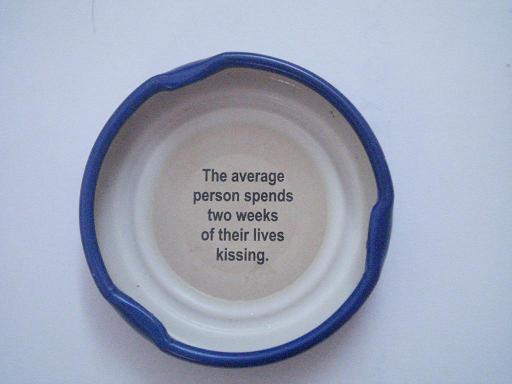 The average
person spends
two weeks
of their lives
kissing.